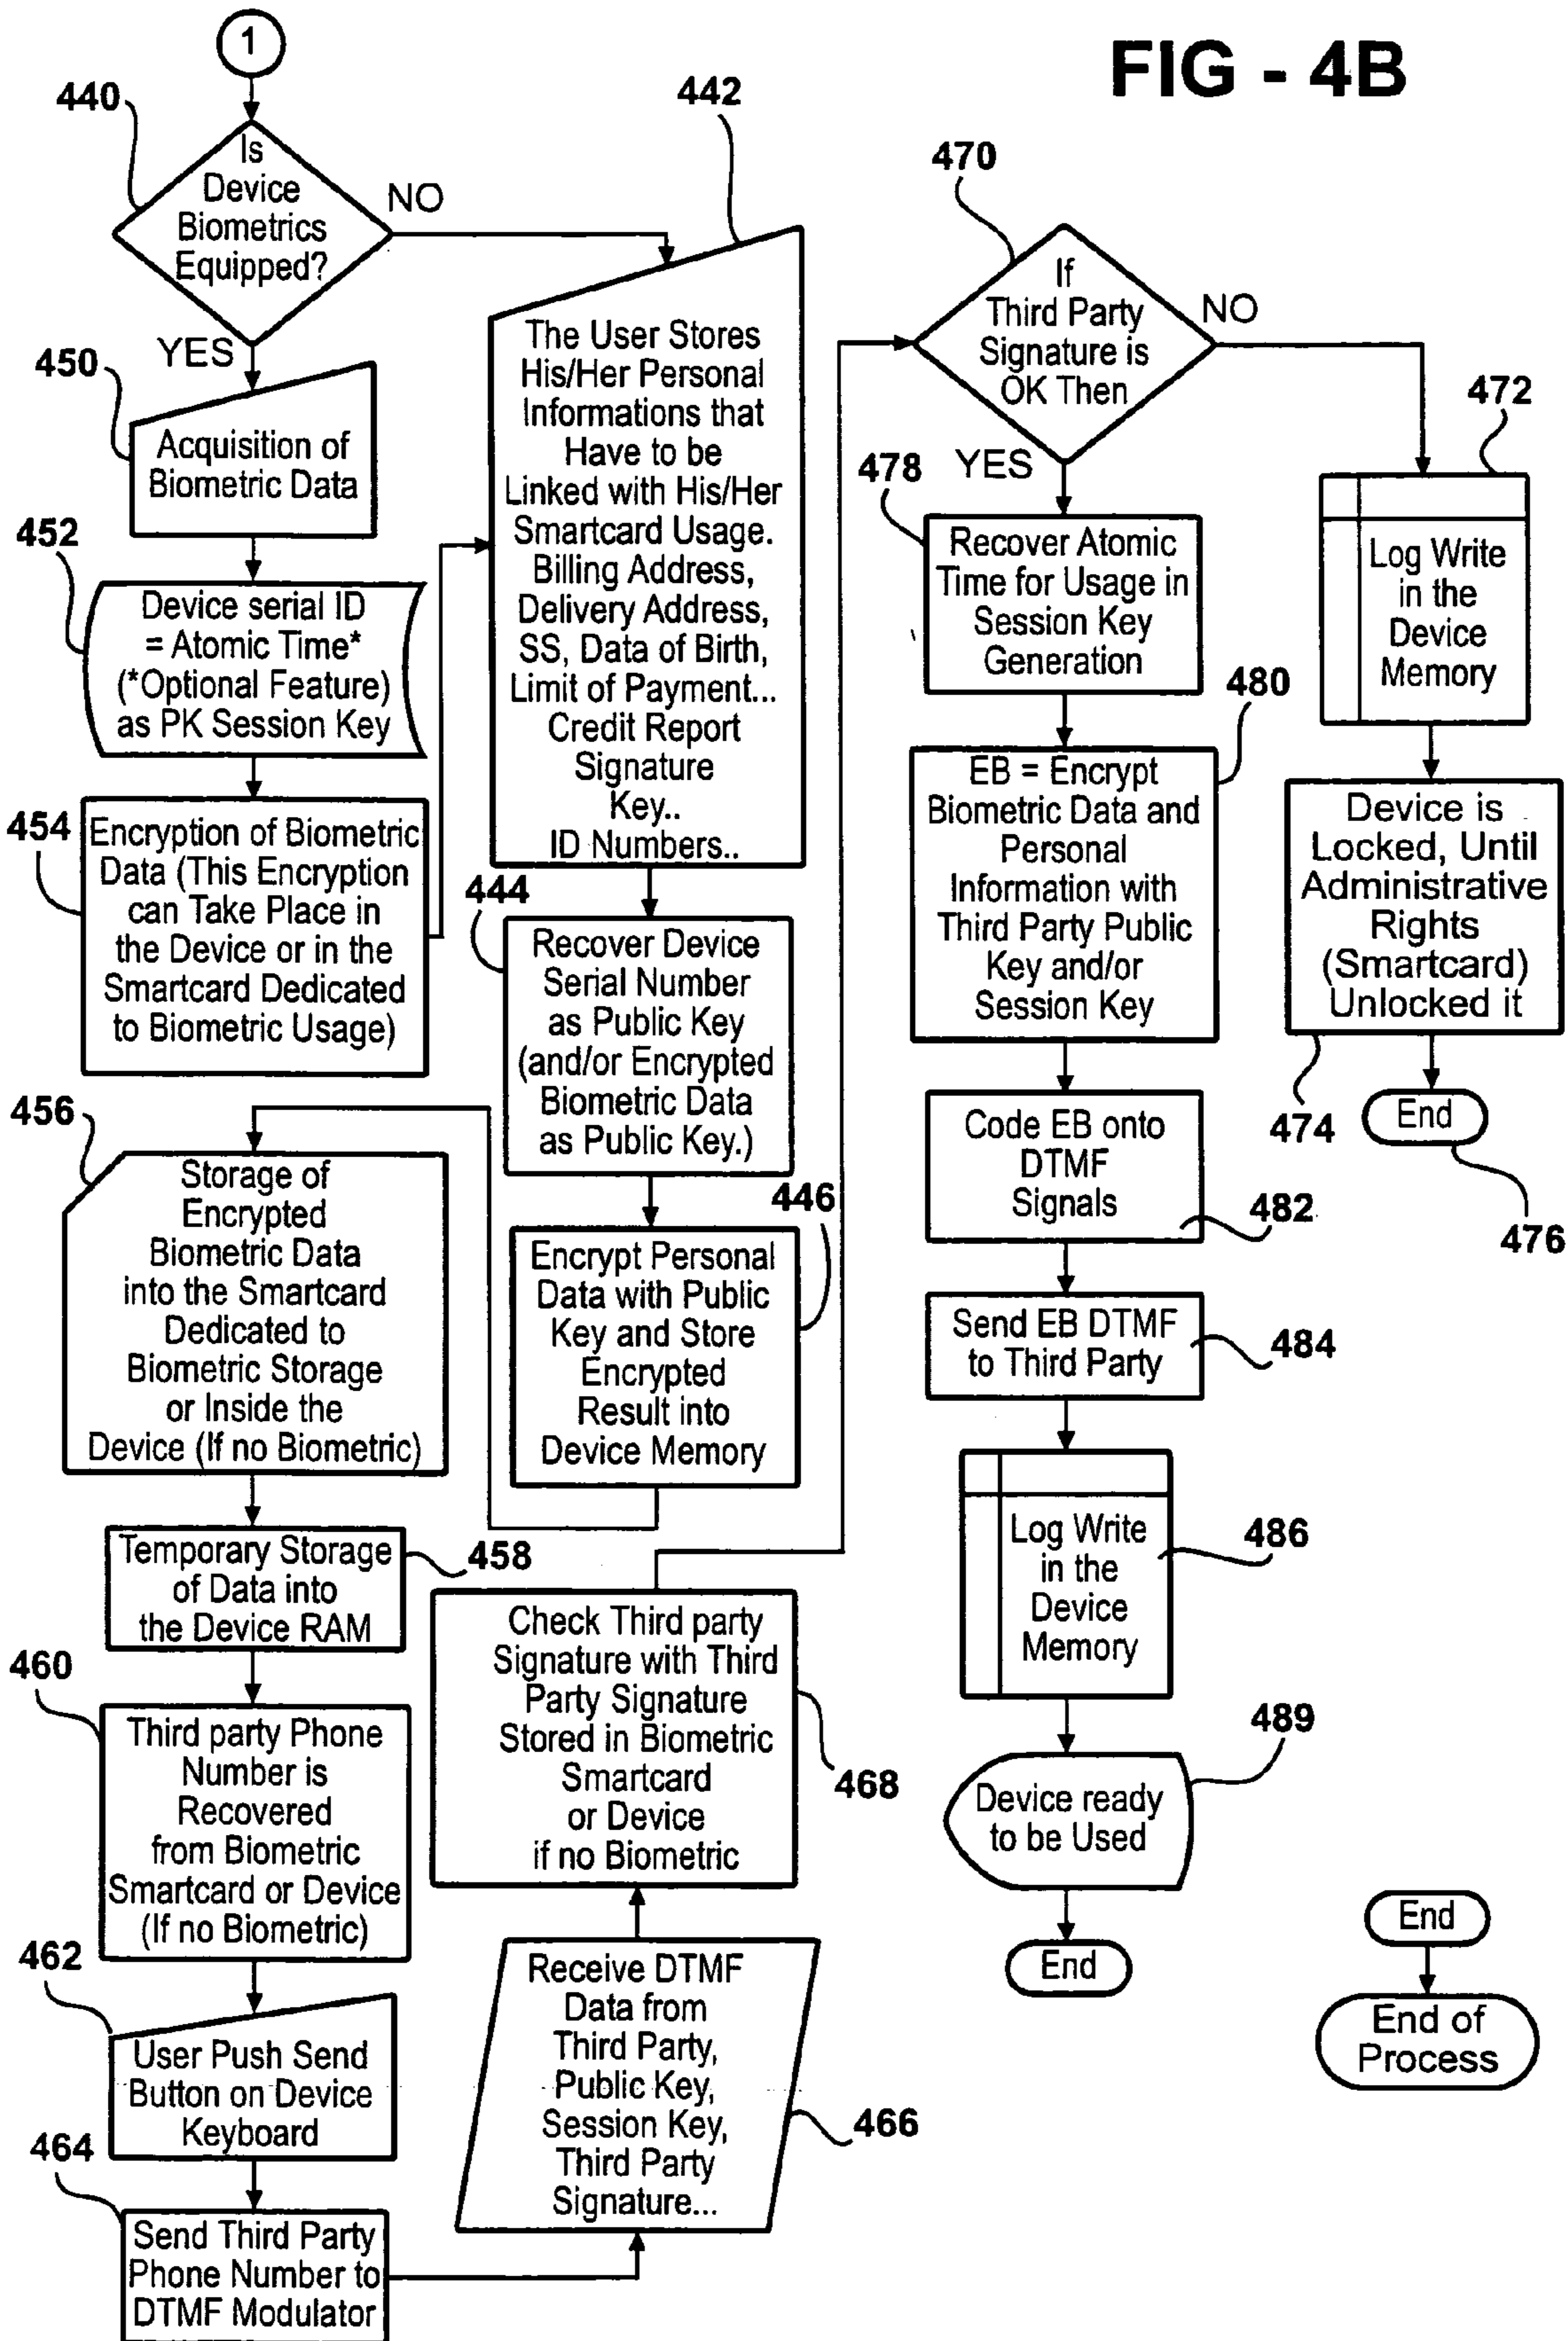 FIG - 4B
1
440
Is
Device
Biometrics
Equipped?
NO
YES
450
Acquisition of
Biometric Data
452
Device serial ID
= Atomic Time*
(*Optional Feature)
as PK Session Key
454
Encryption of Biometric
Data (This Encryption
can Take Place in
the Device or in the
Smartcard Dedicated
to Biometric Usage)
442
The User Stores
His/Her Personal
Informations that
Have to be
Linked with His/Her
Smartcard Usage.
Billing Address,
Delivery Address,
SS, Data of Birth,
Limit of Payment...
Credit Report
Signature
Key..
ID Numbers..
444
Recover Device
Serial Number
as Public Key
(and/or Encrypted
Biometric Data
as Public Key.)
446
Encrypt Personal
Data with Public
Key and Store
Encrypted
Result into
Device Memory
456
Storage of
Encrypted
Biometric Data
into the Smartcard
Dedicated to
Biometric Storage
or Inside the
Device (If no Biometric)
Temporary Storage
of Data into
the Device RAM
458
460
Third party Phone
Number is
Recovered
from Biometric
Smartcard or Device
(If no Biometric)
462
User Push Send
Button on Device
Keyboard
464
Send Third Party
Phone Number to
DTMF Modulator
Receive DTMF
Data from
Third Party,
Public Key,
Session Key,
Third Party
Signature...
466
Check Third party
Signature with Third
Party Signature
Stored in Biometric
Smartcard
or Device
if no Biometric
468
470
If
Third Party
Signature is
OK Then
NO
YES
472
Log Write
in the
Device
Memory
Device is
Locked, Until
Administrative
Rights
(Smartcard)
Unlocked it
474
End
476
478
Recover Atomic
Time for Usage in
Session Key
Generation
480
EB = Encrypt
Biometric Data and
Personal
Information with
Third Party Public
Key and/or
Session Key
Code EB onto
DTMF
Signals
482
Send EB DTMF
to Third Party
484
Log Write
in the
Device
Memory
486
489
Device ready
to be Used
End
End
End of
Process